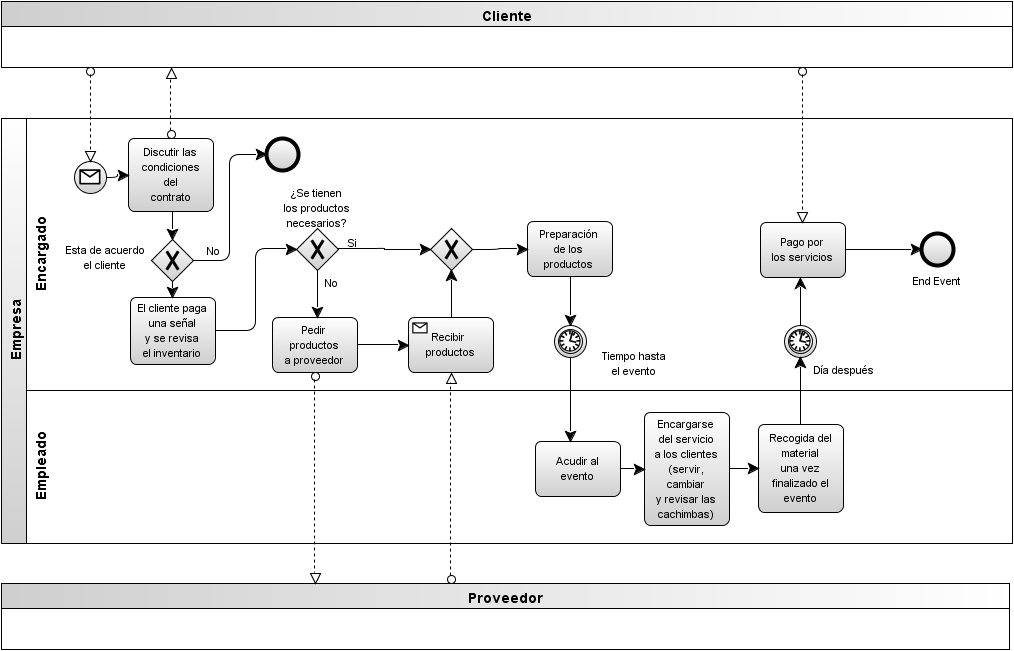 Cliente
Empresa
Encargado
Discutir las
condiciones
del
contrato
Esta de acuerdo
el cliente
No
El cliente paga
una señal
y se revisa
el inventario
¿Se tienen
los productos
necesarios?
Si
No
Pedir
productos
a proveedor
Recibir
productos
Preparación
de los
productos
Tiempo hasta
el evento
Pago por
los servicios
End Event
Día después
Empleado
Acudir al
evento
Encargarse
del servicio
a los clientes
(servir,
cambiar
y revisar las
cachimbas)
Recogida del
material
una vez
finalizado el
evento
Proveedor